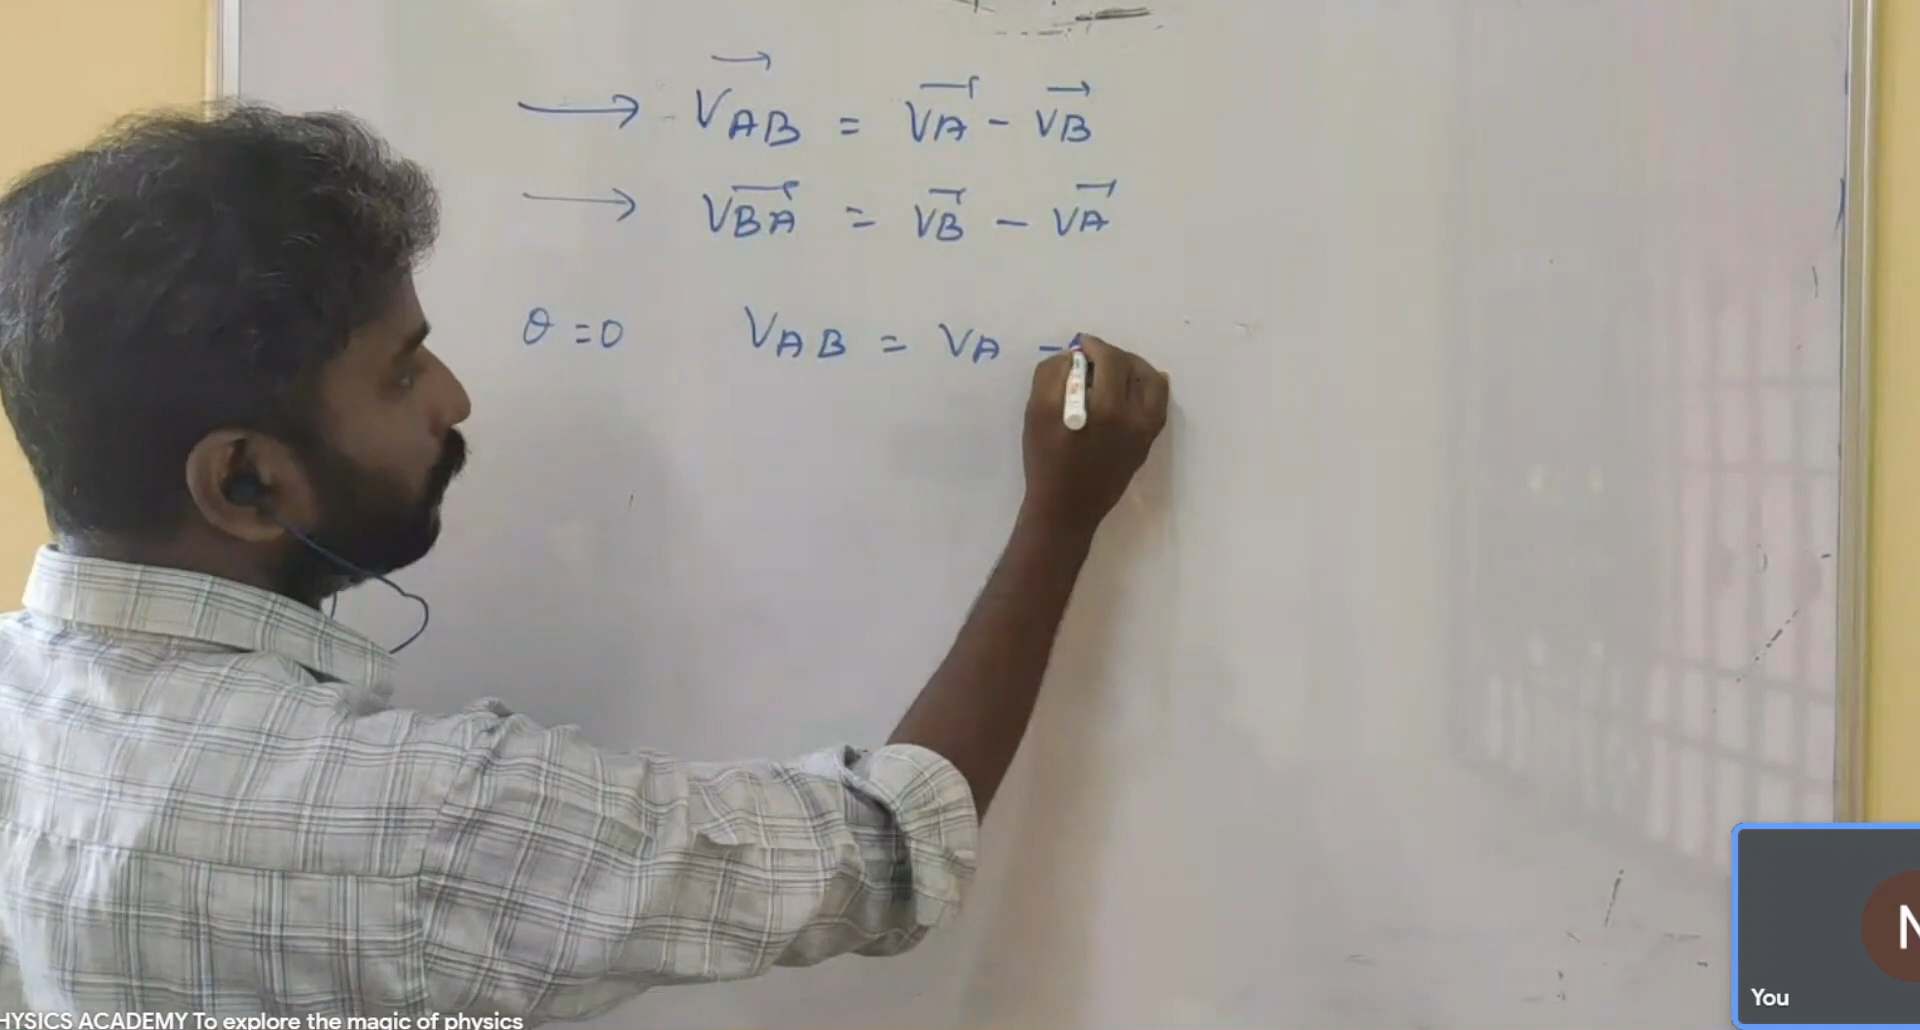 → V⃗AB = V⃗A - V⃗B
→ V⃗BA = V⃗B - V⃗A
θ = 0 VAB = VA -
N
You
HYSICS ACADEMY To explore the magic of physics